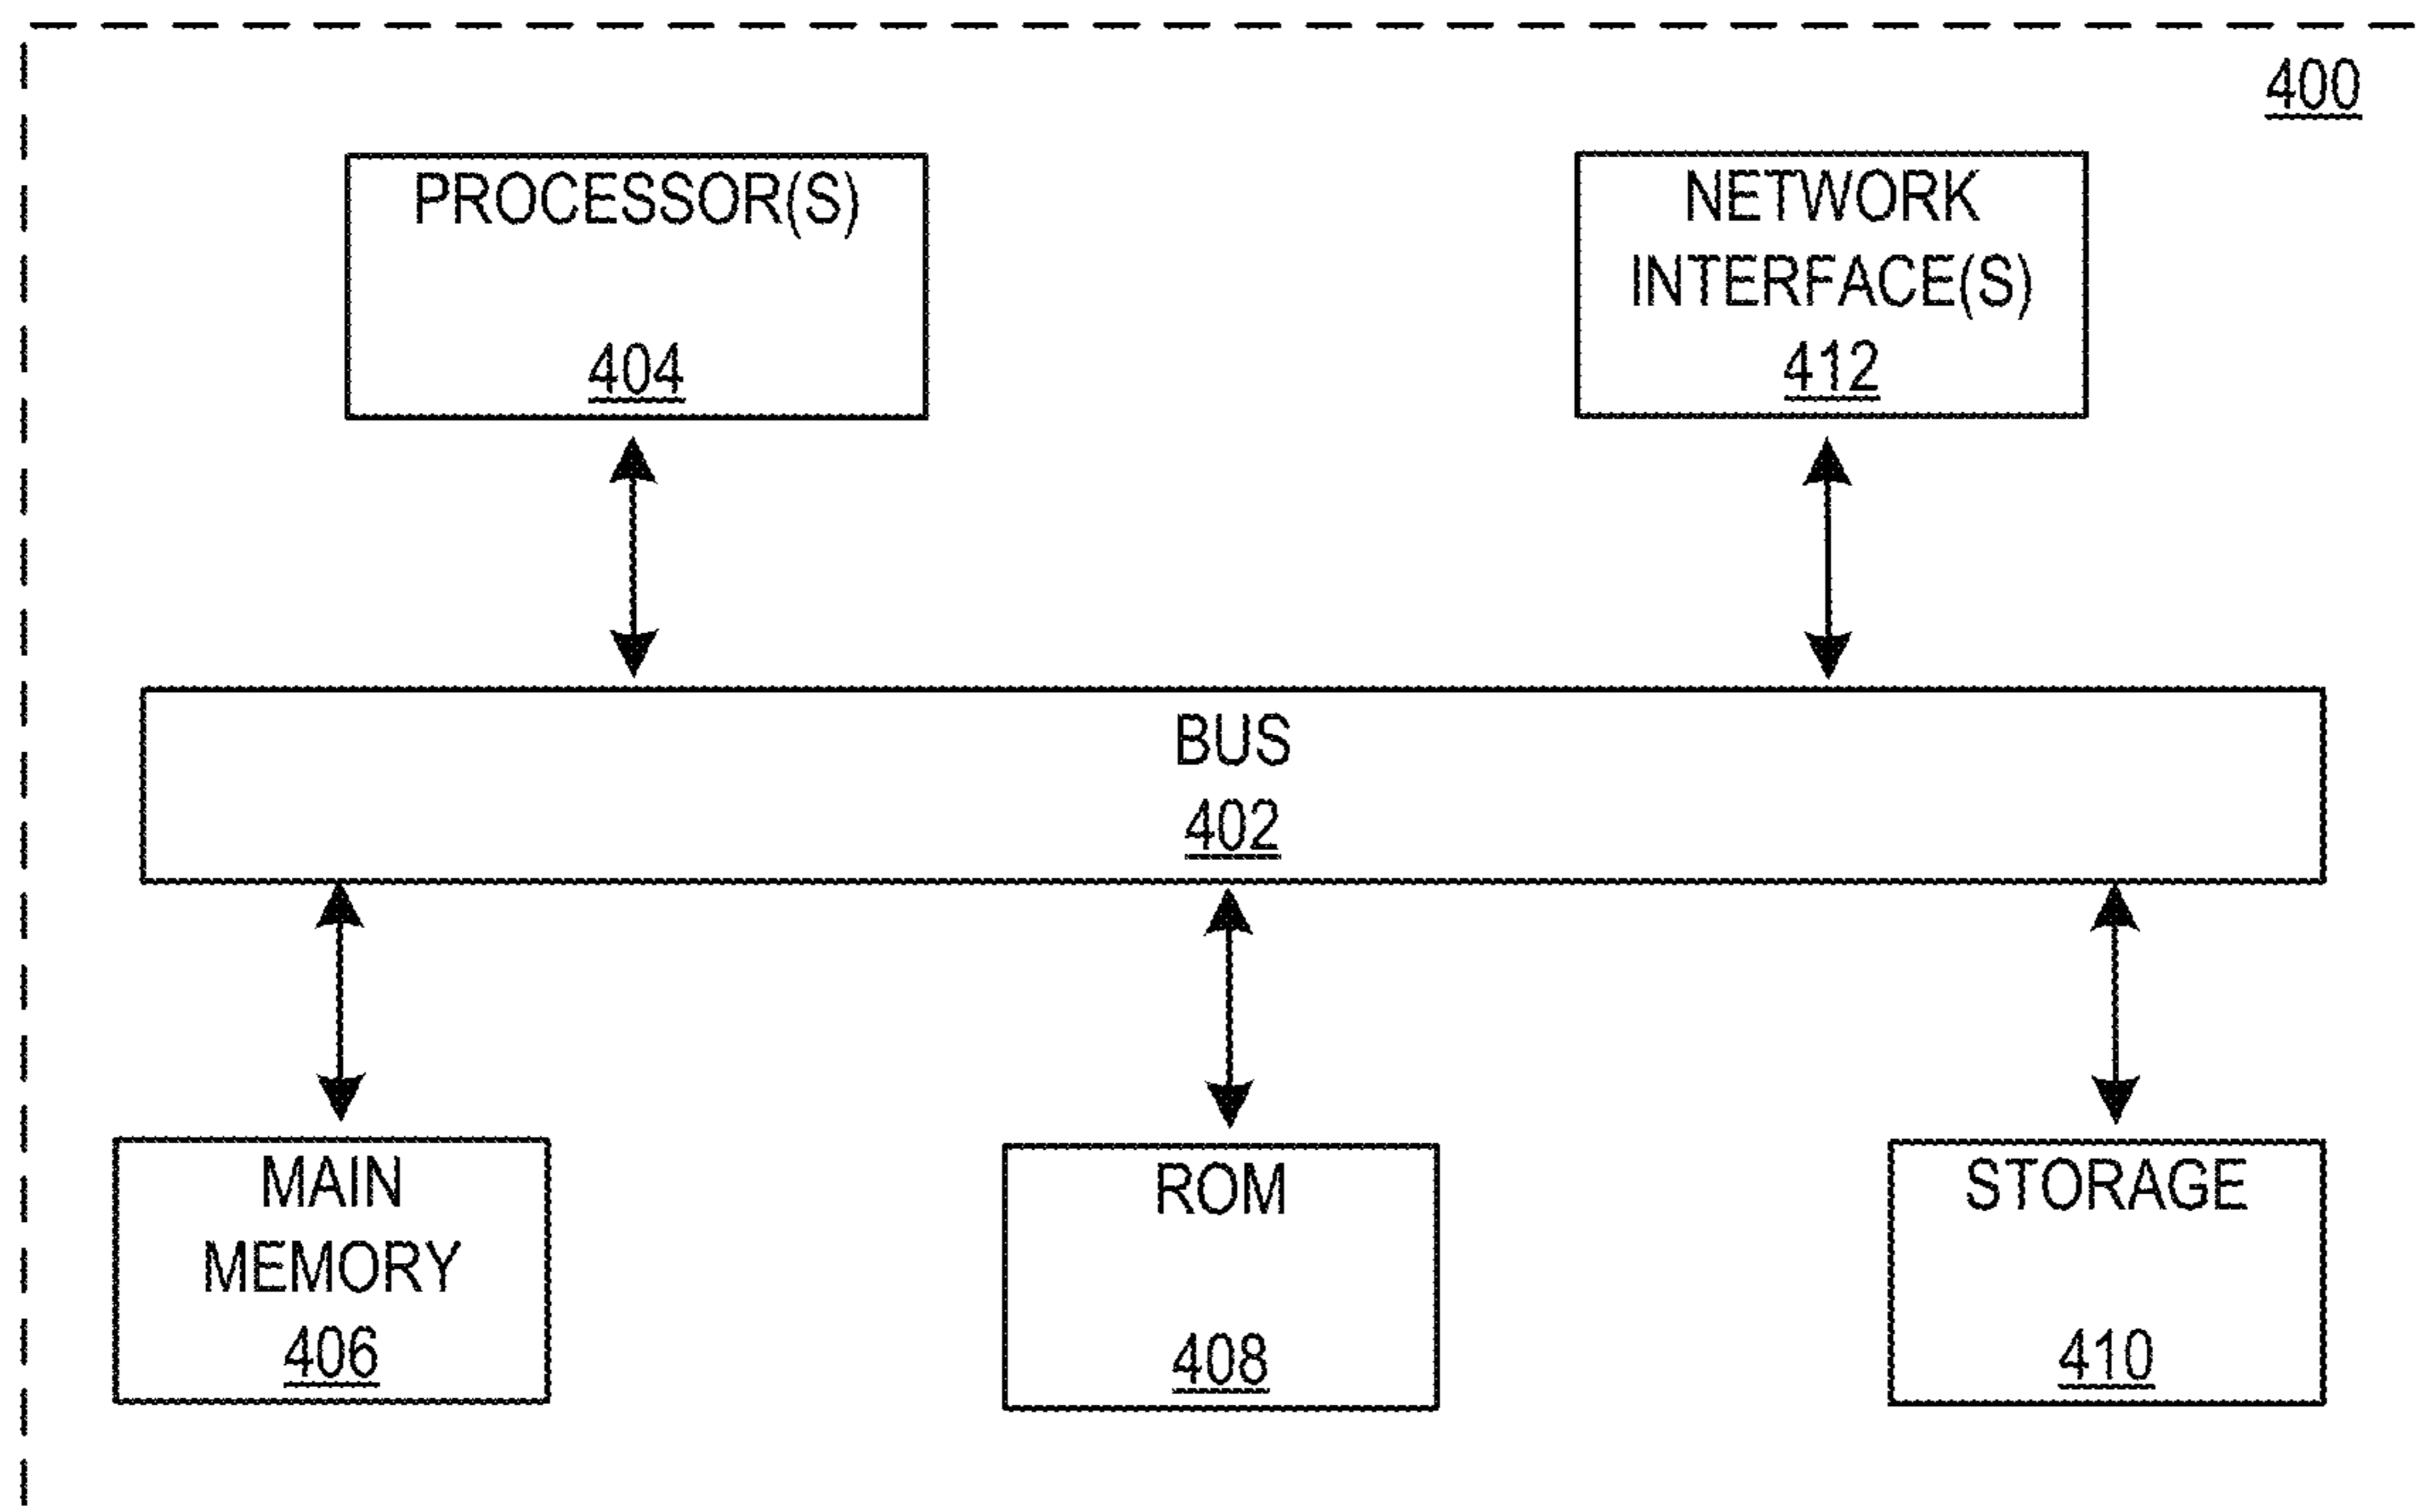 400
PROCESSOR(S)
404
NETWORK
INTERFACE(S)
412
BUS
402
MAIN
MEMORY
406
ROM
408
STORAGE
410